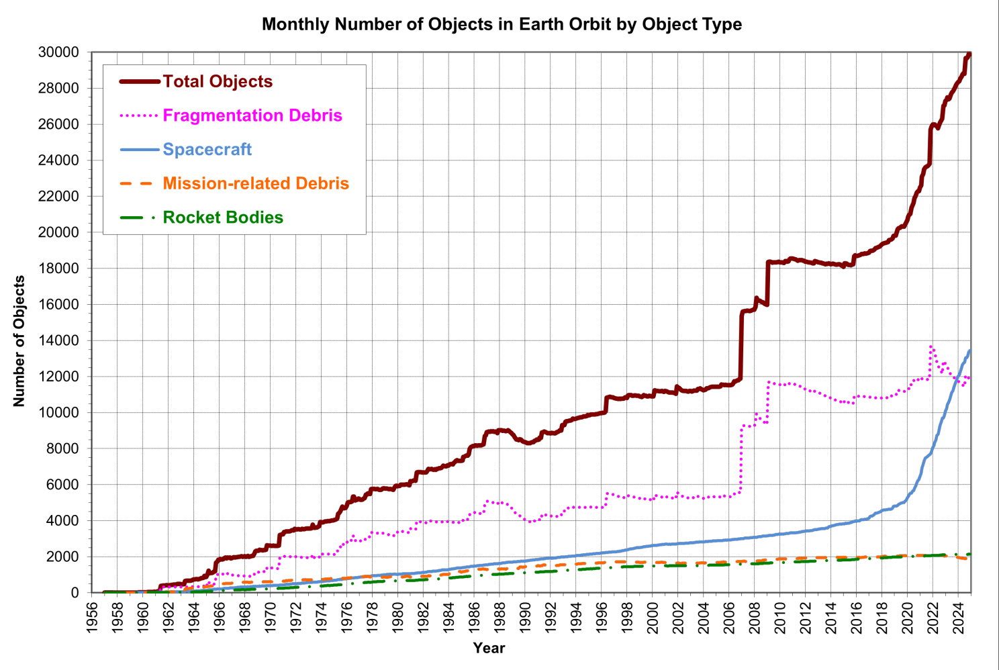 Monthly Number of Objects in Earth Orbit by Object Type
30000
28000
26000
24000
22000
20000
18000
16000
14000
12000
10000
8000
6000
4000
2000
0
Number of Objects
Total Objects
Fragmentation Debris
Spacecraft
Mission-related Debris
Rocket Bodies
1956 1958 1960 1962 1964 1966 1968 1970 1972 1974 1976 1978 1980 1982 1984 1986 1988 1990 1992 1994 1996 1998 2000 2002 2004 2006 2008 2010 2012 2014 2016 2018 2020 2022 2024
Year